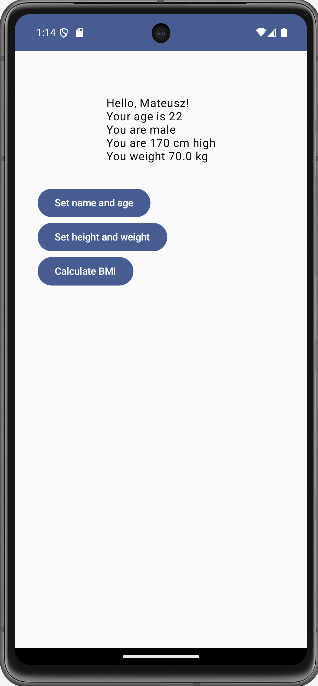 1:14
Hello, Mateusz!
Your age is 22
You are male
You are 170 cm high
You weight 70.0 kg
Set name and age
Set height and weight
Calculate BMI